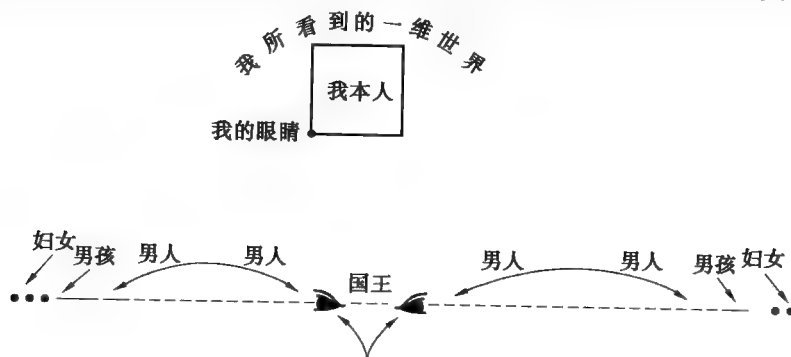 我所看到的一维世界
我本人
我的眼睛
妇女 男孩 男人 男人 国王 男人 男人 男孩 妇女